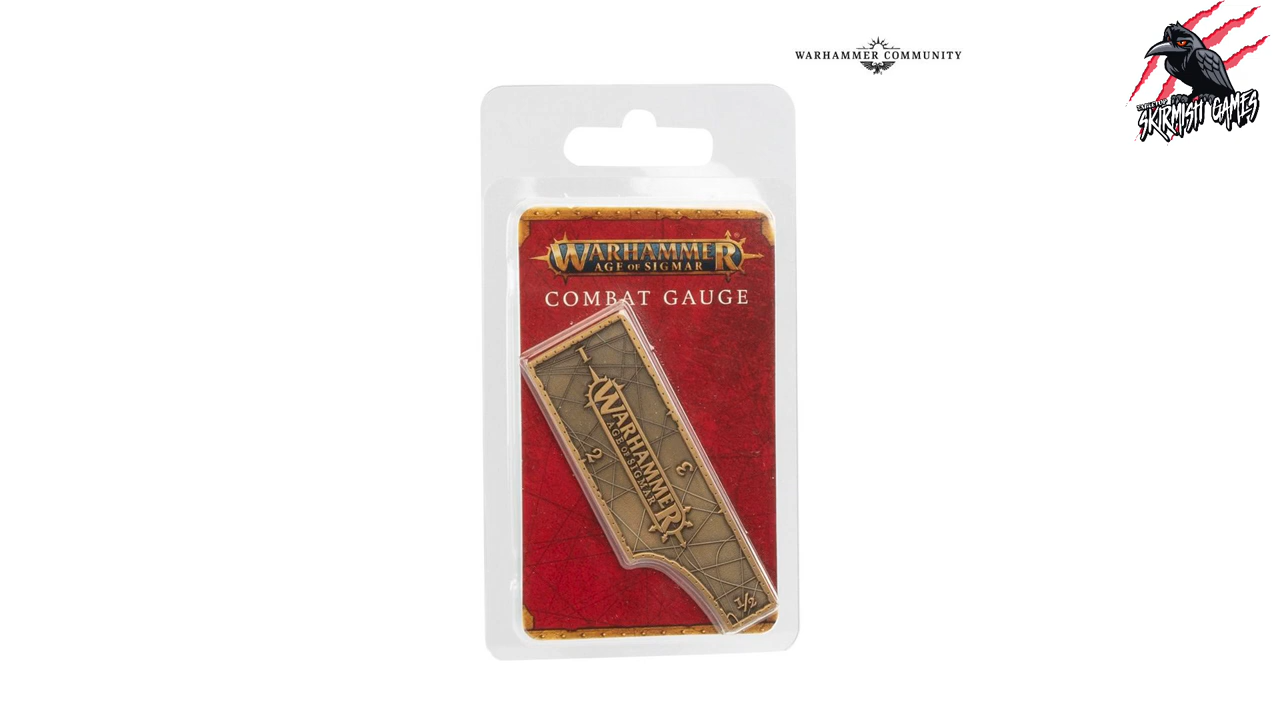 WARHAMMER COMMUNITY
TABLETOP
SKIRMISH GAMES
WARHAMMER
AGE OF SIGMAR
COMBAT GAUGE
1
WARHAMMER
AGE OF SIGMAR
2
3
1/2